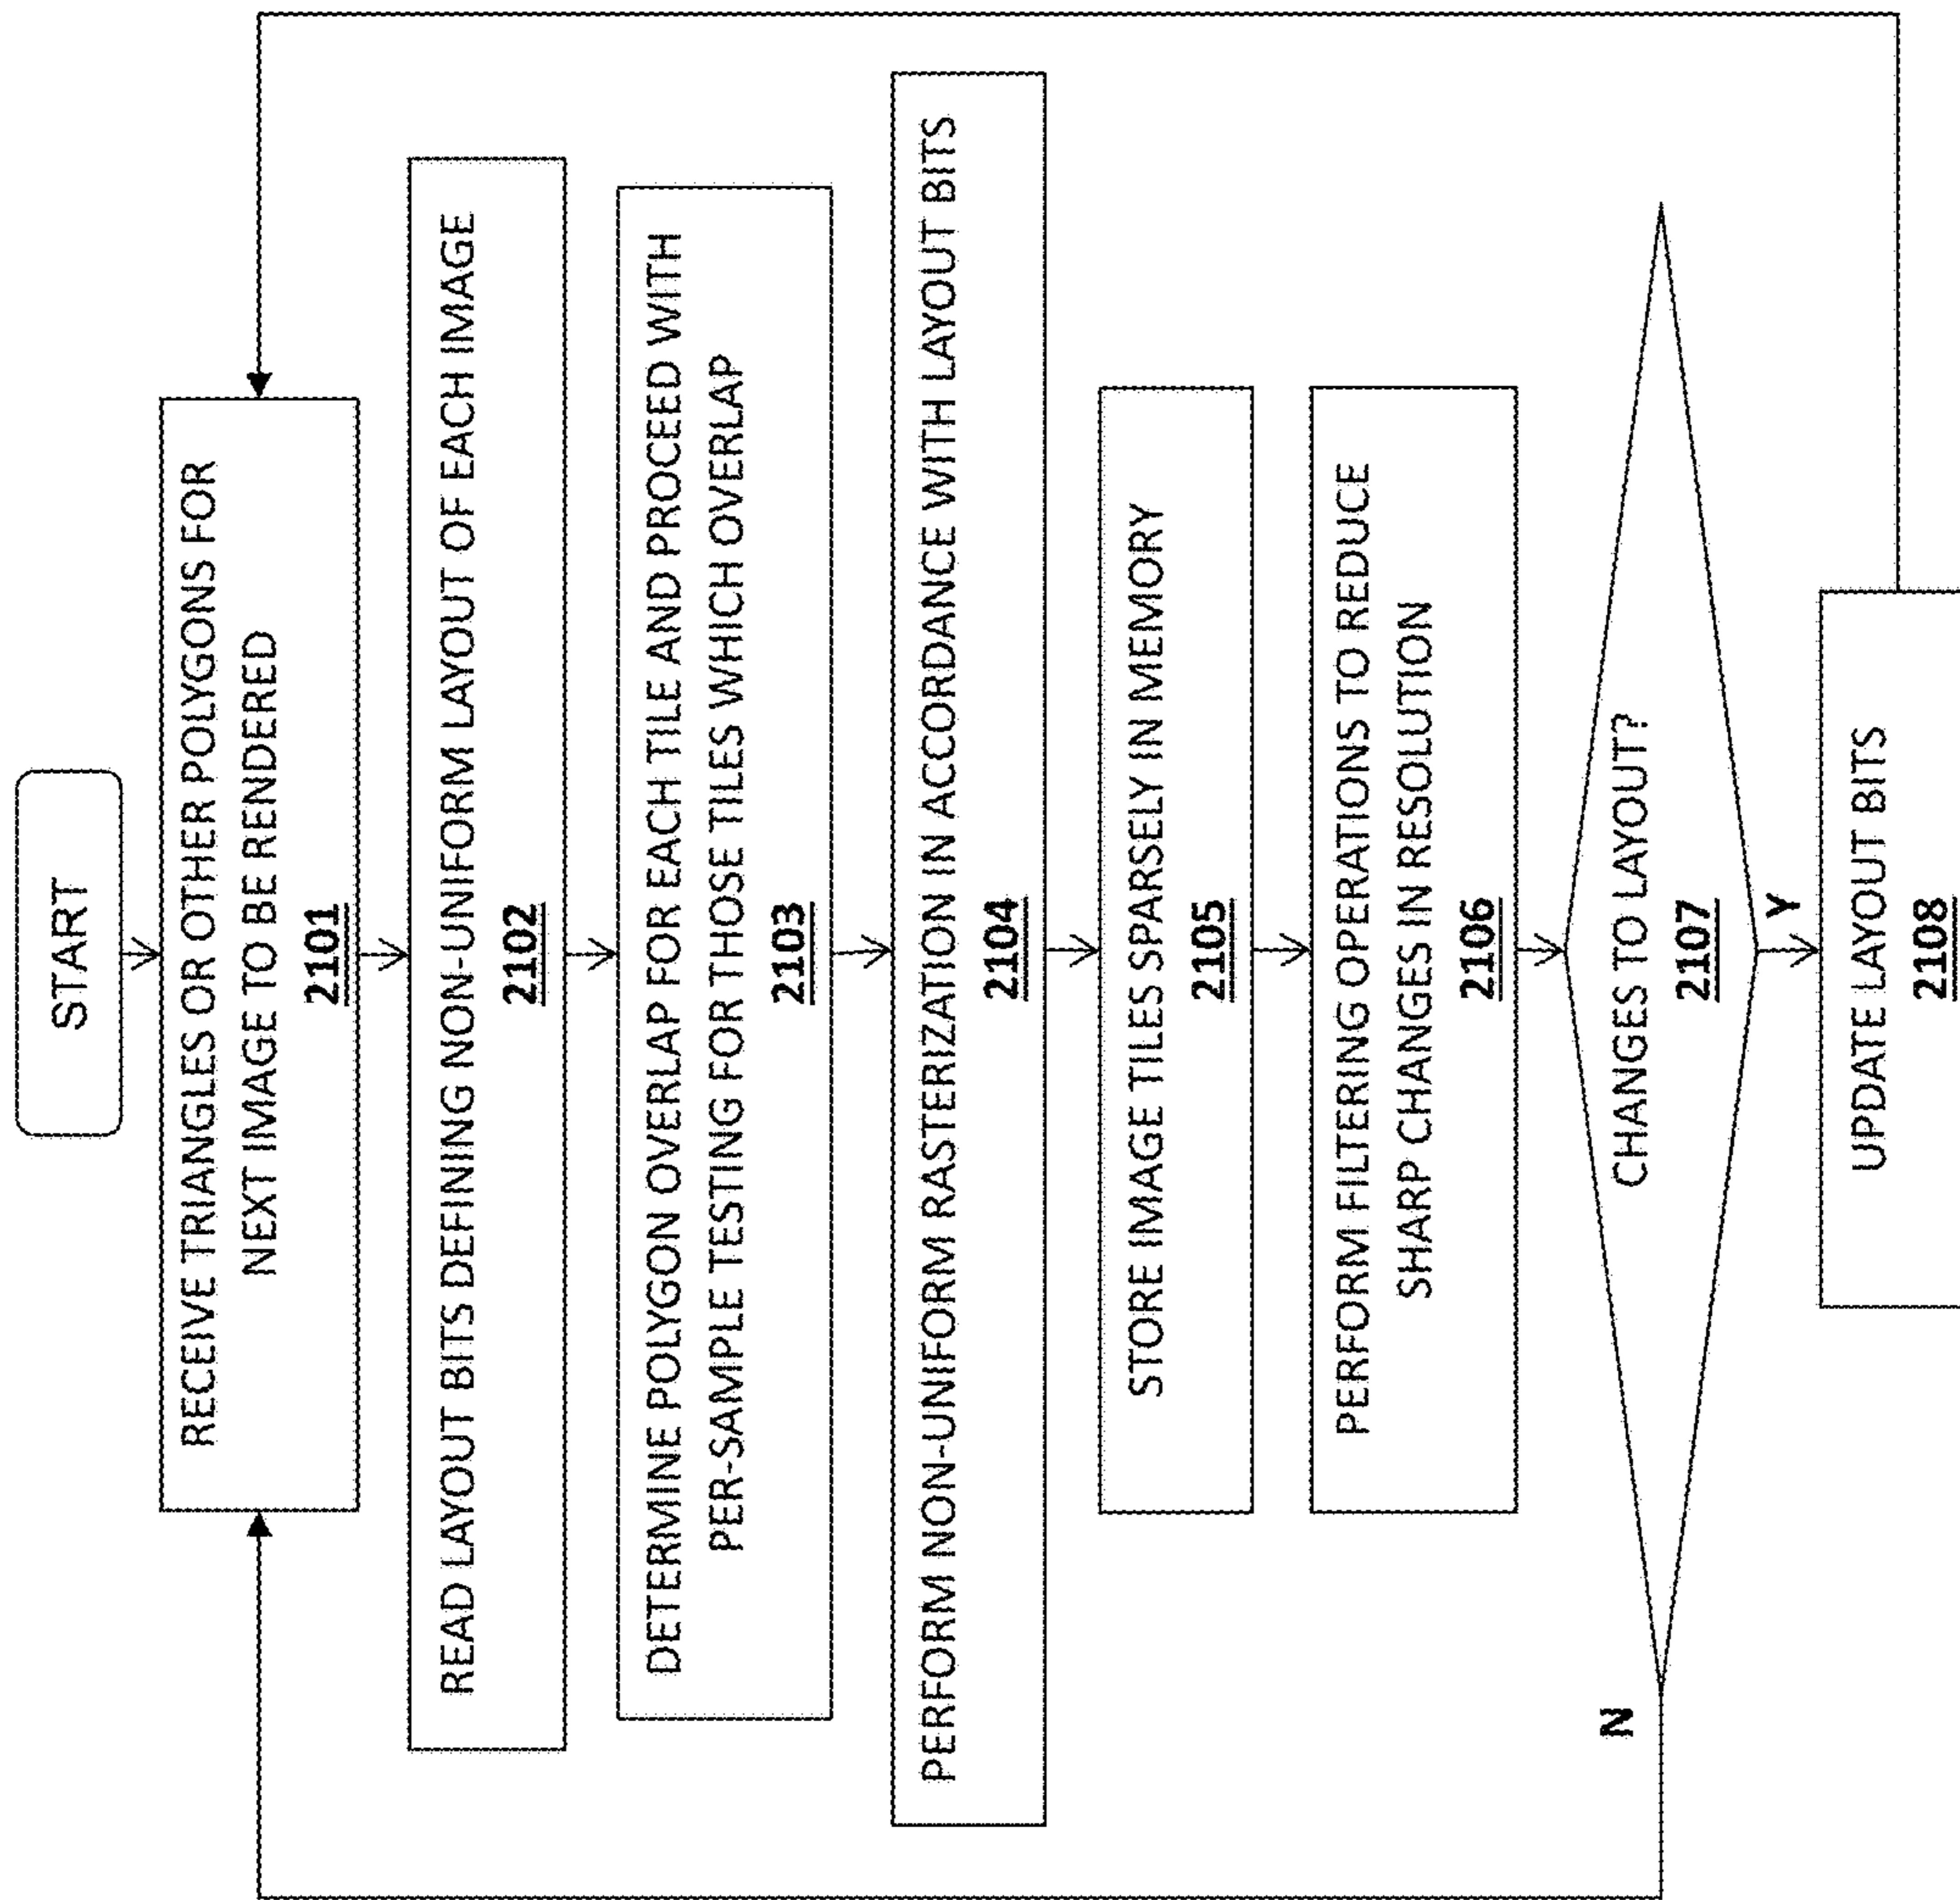 START
RECEIVE TRIANGLES OR OTHER POLYGONS FOR
NEXT IMAGE TO BE RENDERED
2101
READ LAYOUT BITS DEFINING NON-UNIFORM LAYOUT OF EACH IMAGE
2102
DETERMINE POLYGON OVERLAP FOR EACH TILE AND PROCEED WITH
PER-SAMPLE TESTING FOR THOSE TILES WHICH OVERLAP
2103
PERFORM NON-UNIFORM RASTERIZATION IN ACCORDANCE WITH LAYOUT BITS
2104
STORE IMAGE TILES SPARSELY IN MEMORY
2105
PERFORM FILTERING OPERATIONS TO REDUCE
SHARP CHANGES IN RESOLUTION
2106
N
CHANGES TO LAYOUT?
2107
Y
UPDATE LAYOUT BITS
2108